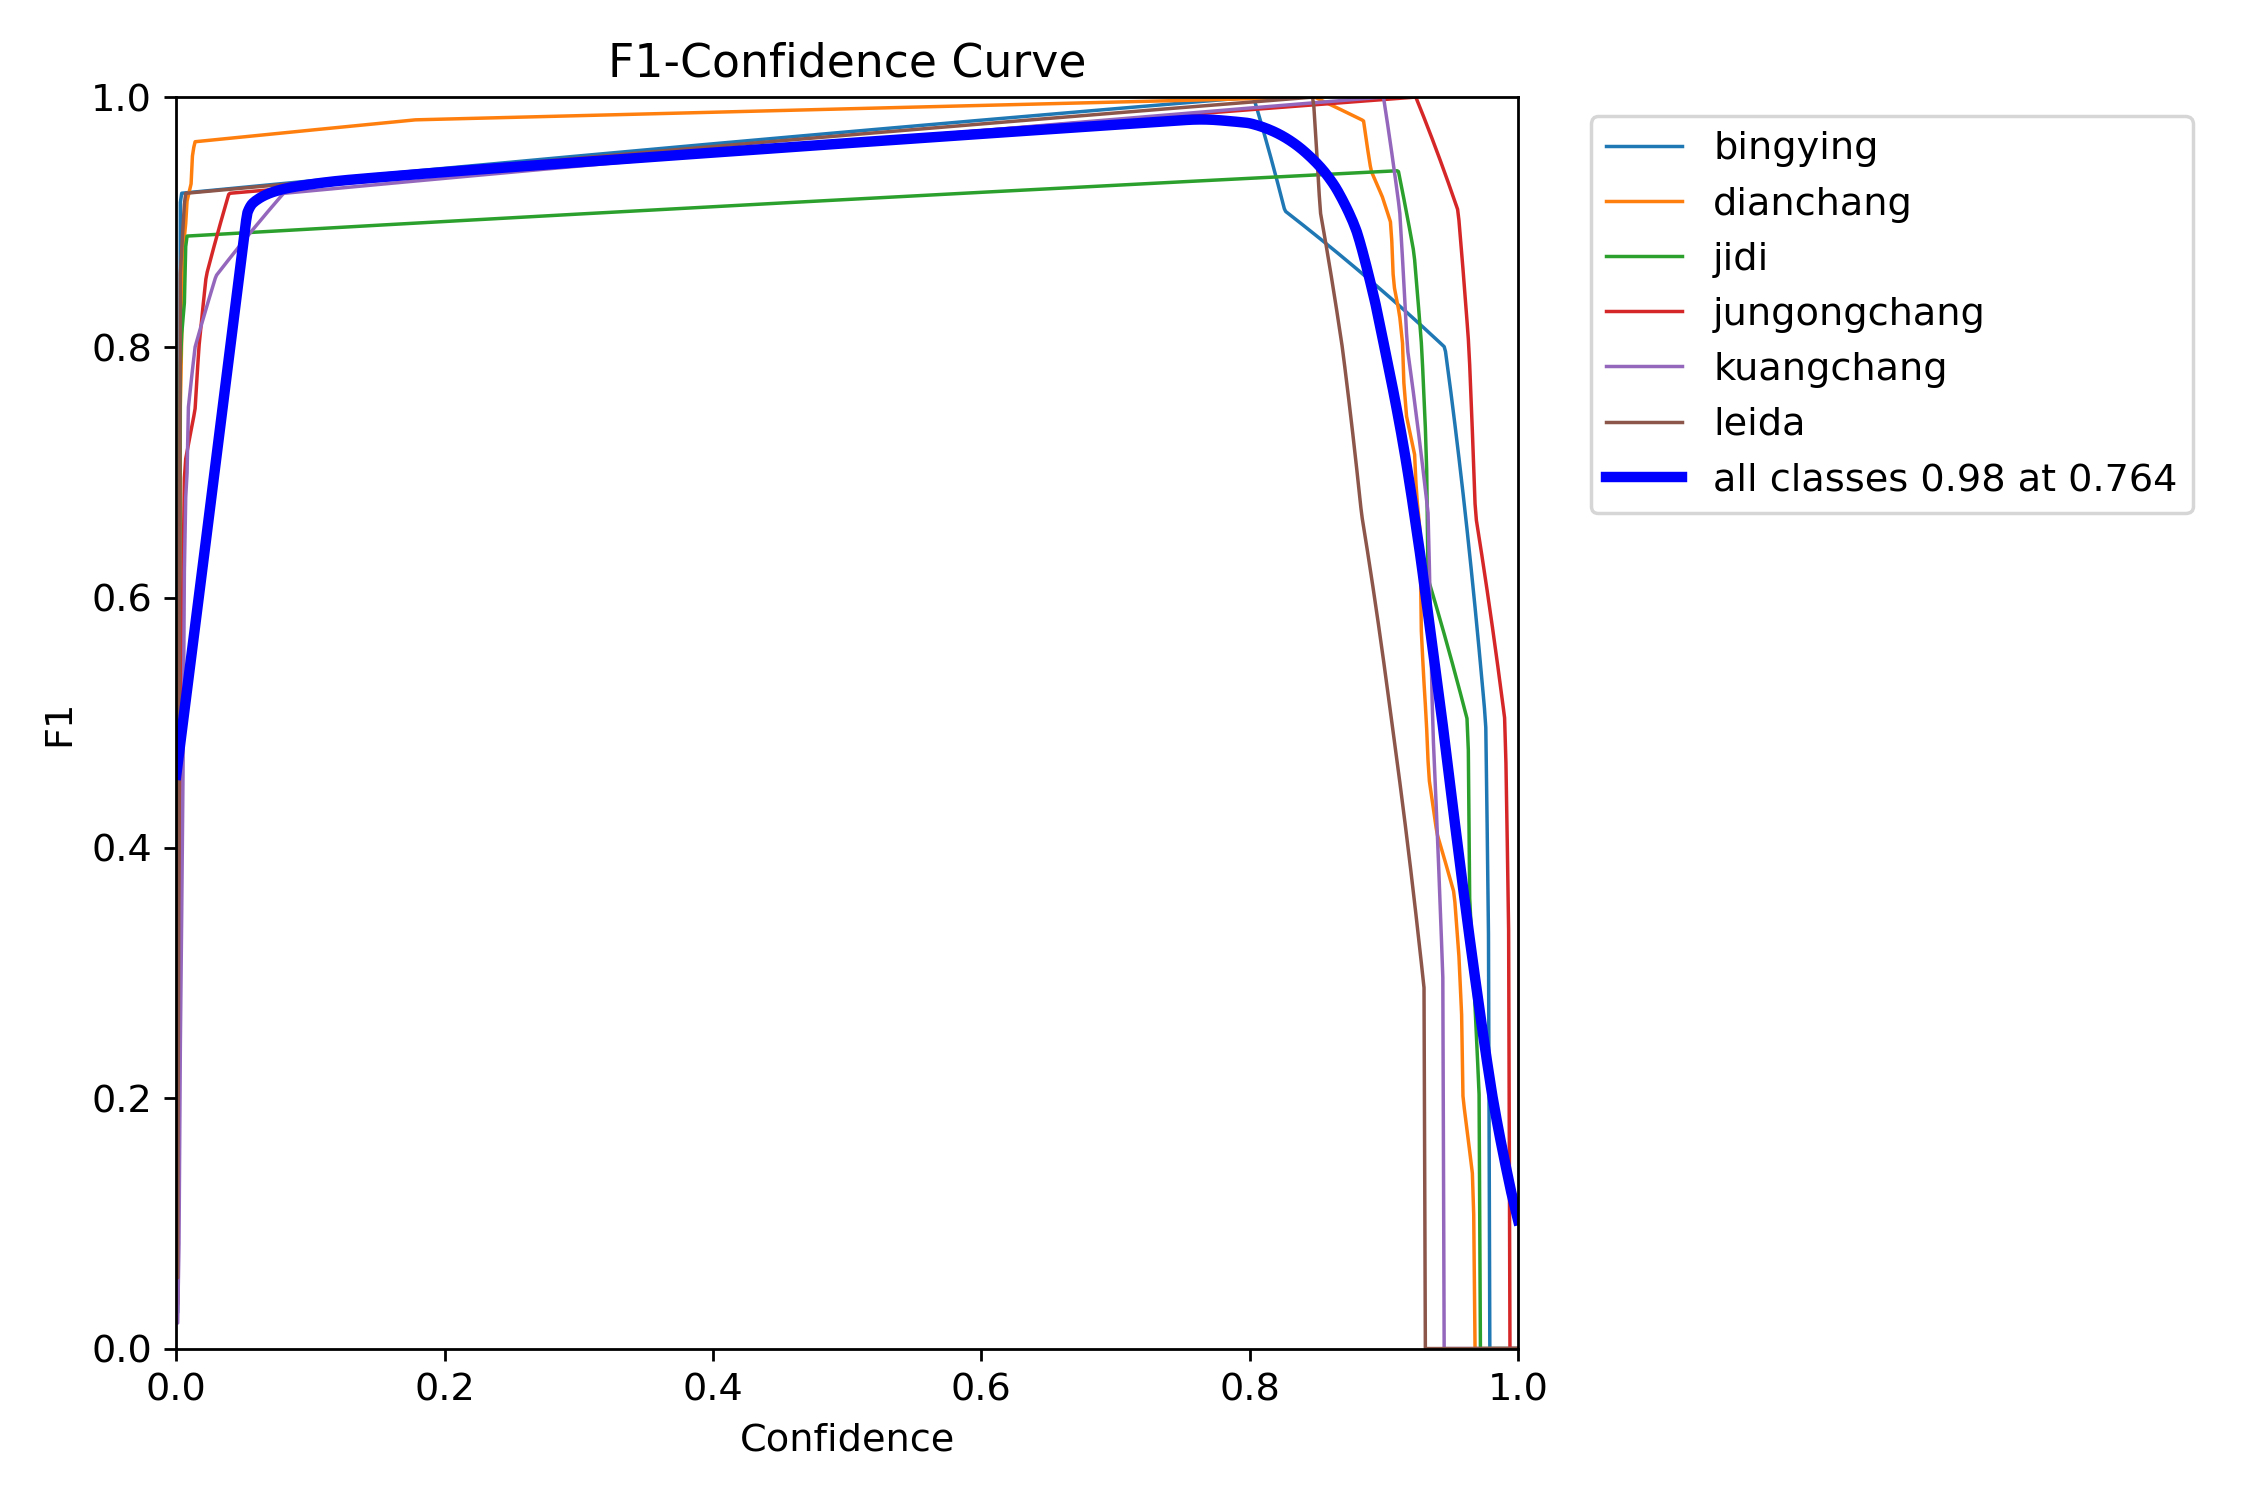 F1-Confidence Curve
1.0
0.8
0.6
0.4
0.2
0.0
F1
0.0 0.2 0.4 0.6 0.8 1.0
Confidence
bingying
dianchang
jidi
jungongchang
kuangchang
leida
all classes 0.98 at 0.764